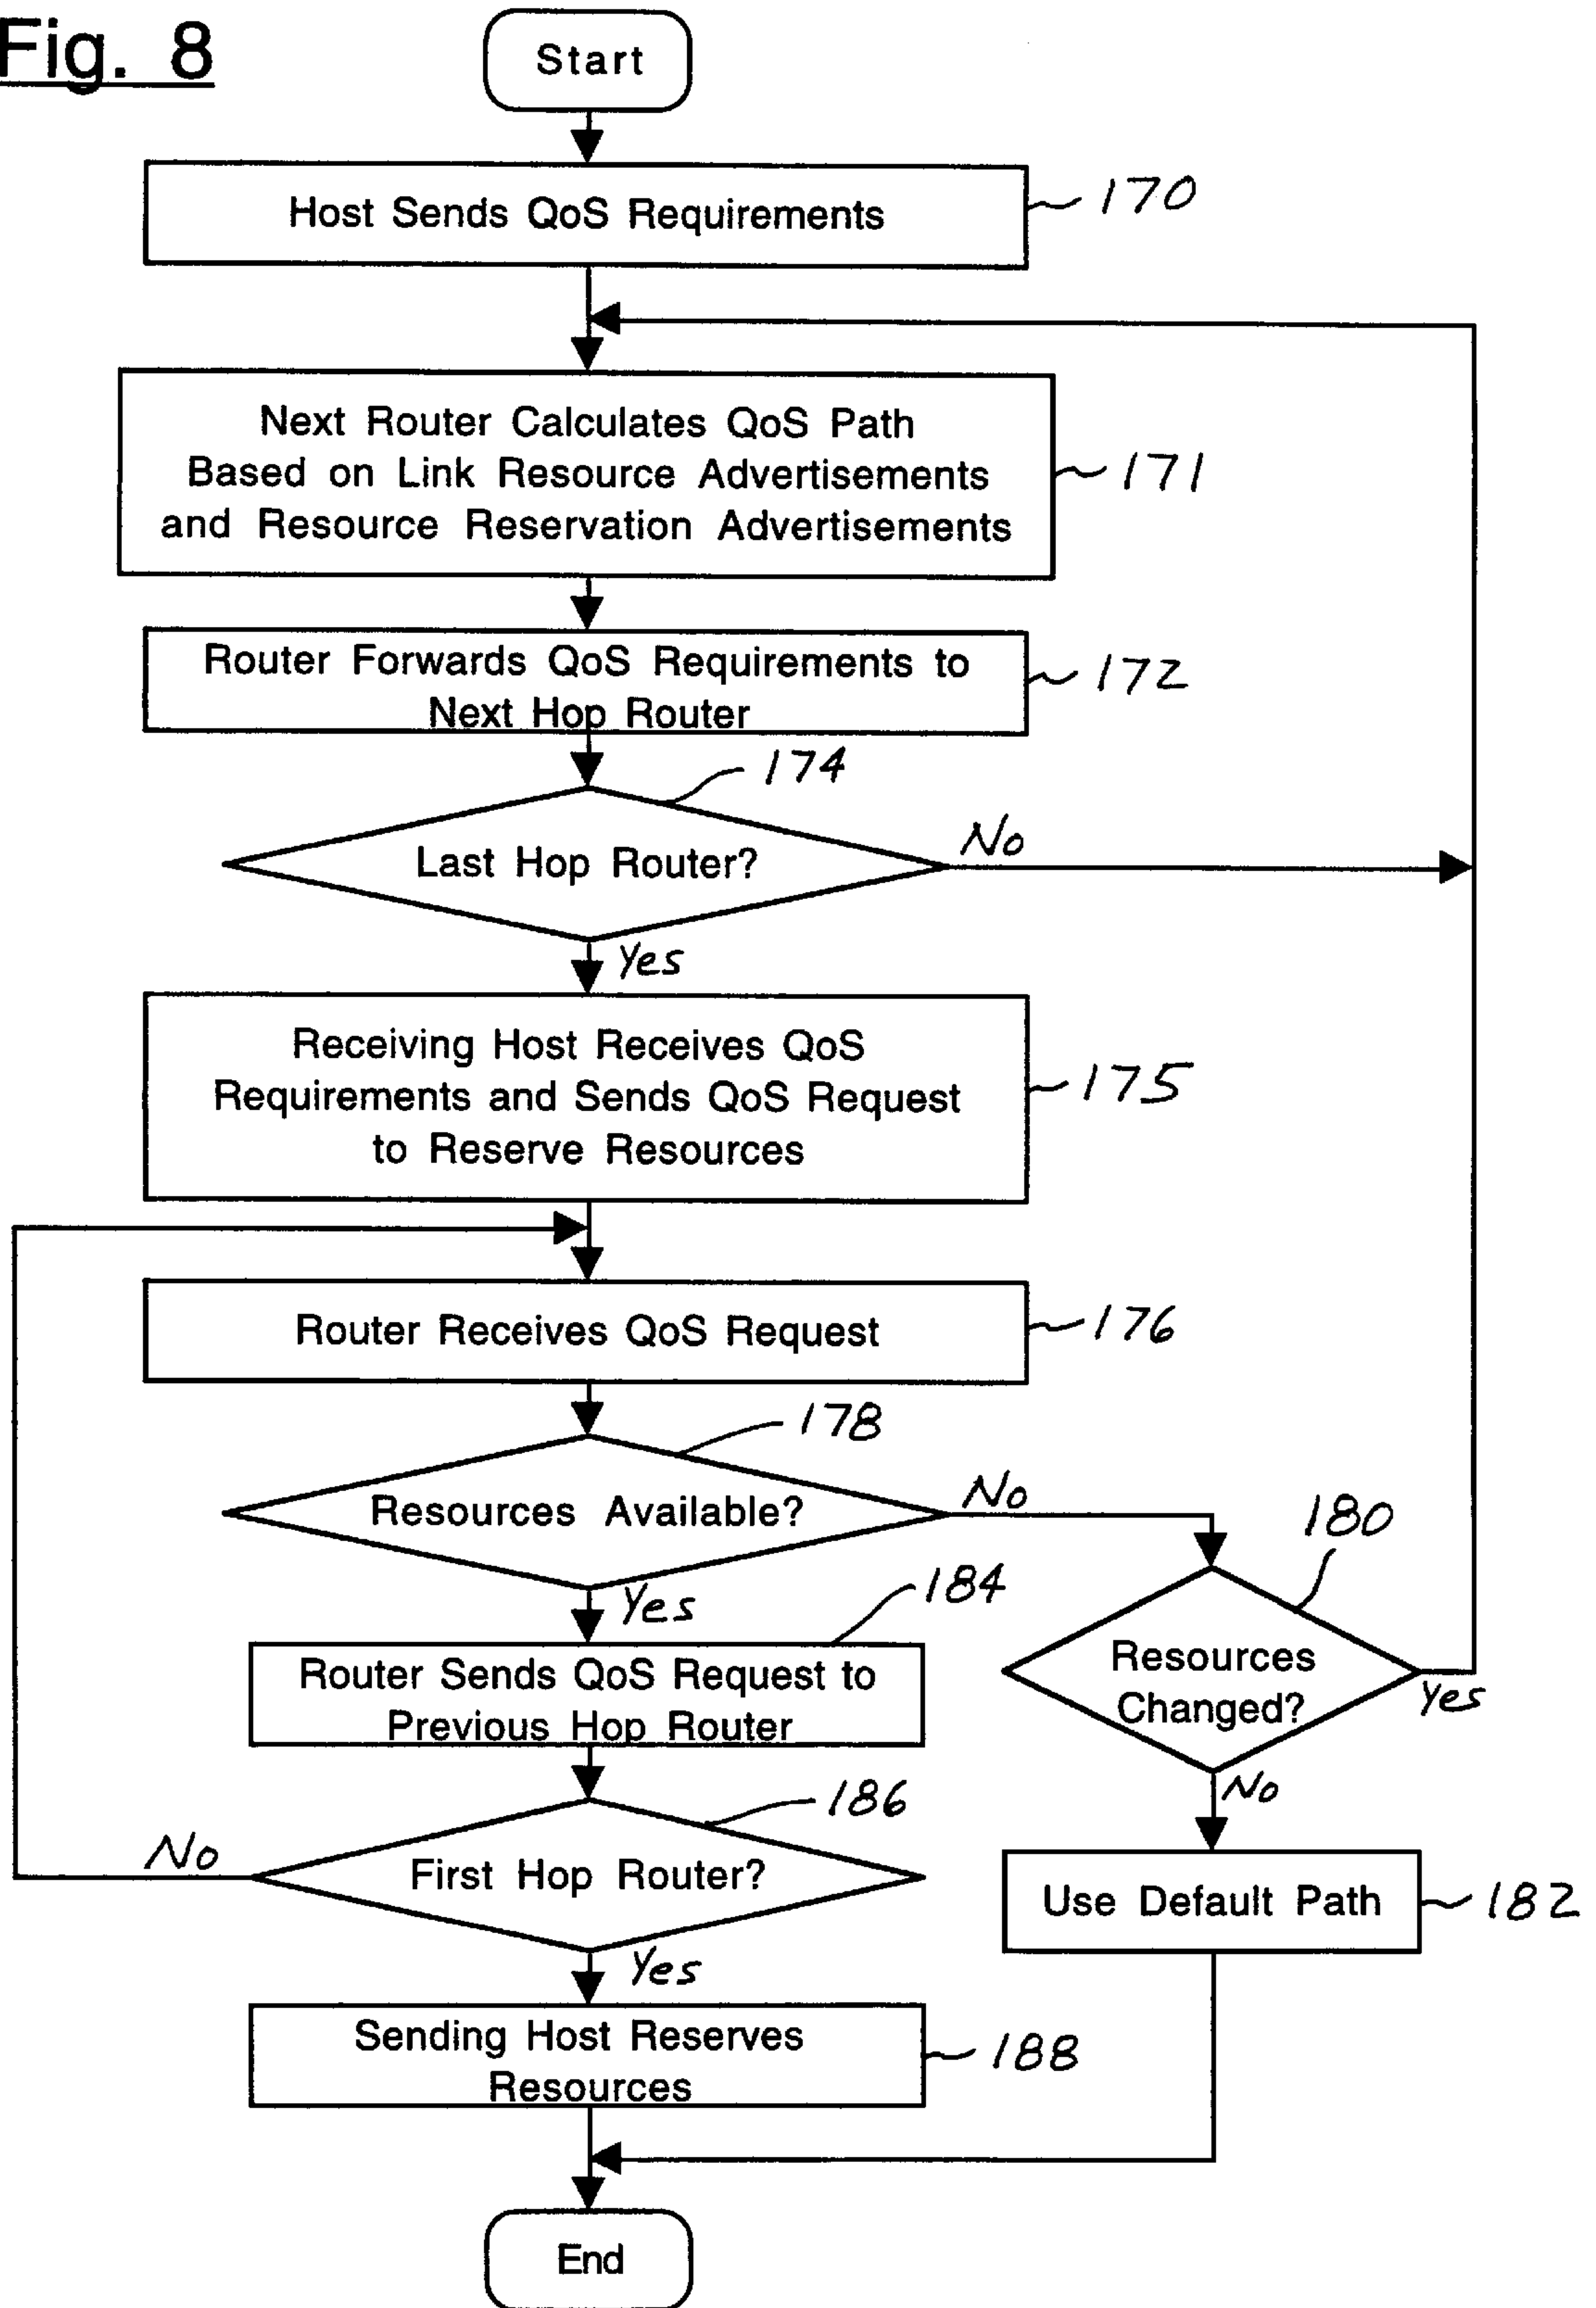 Fig. 8
Start
Host Sends QoS Requirements
170
Next Router Calculates QoS Path
Based on Link Resource Advertisements
and Resource Reservation Advertisements
171
Router Forwards QoS Requirements to
Next Hop Router
172
174
Last Hop Router?
No
Yes
Receiving Host Receives QoS
Requirements and Sends QoS Request
to Reserve Resources
175
Router Receives QoS Request
176
178
Resources Available?
No
180
Yes
184
Router Sends QoS Request to
Previous Hop Router
Resources
Changed?
Yes
No
186
First Hop Router?
No
Use Default Path
182
Yes
Sending Host Reserves
Resources
188
End